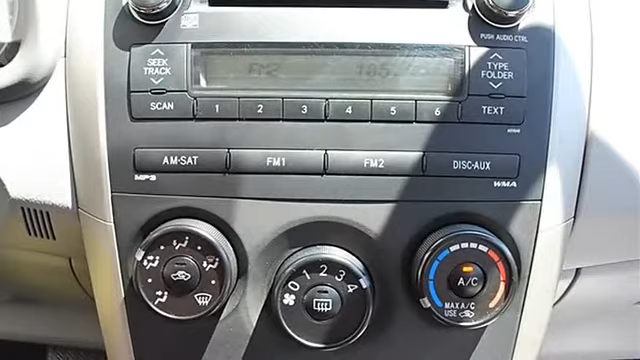 PUSH AUDIO CTRL
SEEK
TRACK
FM2
TYPE
FOLDER
SCAN
1 2 3 4 5 6
TEXT
AM·SAT
FM1
FM2
DISC·AUX
MP3
WMA
0 1 2 3 4
A/C
MAX A/C
USE